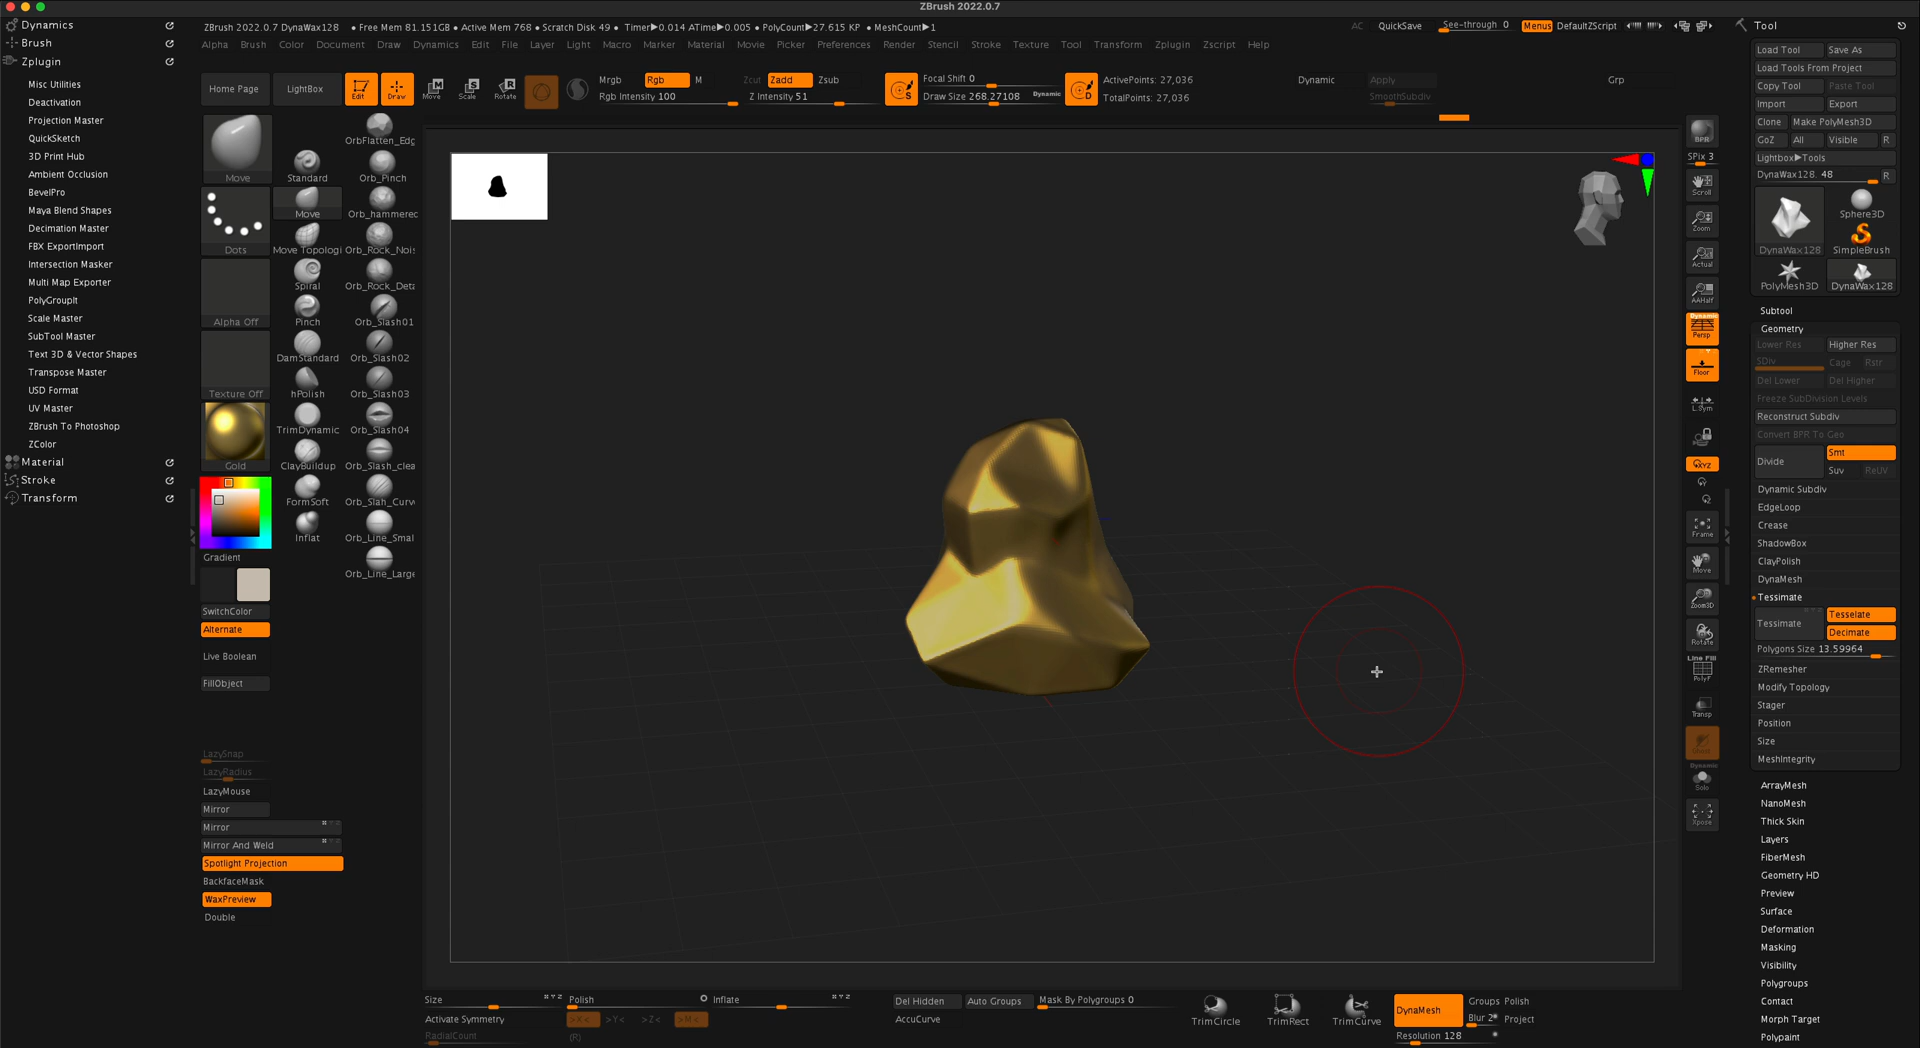 ZBrush 2022.0.7
Dynamics
Brush
Zplugin
Misc Utilities
Deactivation
Projection Master
QuickSketch
3D Print Hub
Ambient Occlusion
BevelPro
Maya Blend Shapes
Decimation Master
FBX ExportImport
Intersection Masker
Multi Map Exporter
PolyGroupIt
Scale Master
SubTool Master
Text 3D & Vector Shapes
Transpose Master
USD Format
UV Master
ZBrush To Photoshop
ZColor
Material
Stroke
Transform
ZBrush 2022.0.7 DynaWax128 • Free Mem 81.151GB • Active Mem 768 • Scratch Disk 49 • Timer▶0.014 ATime▶0.005 • PolyCount▶27.615 KP • MeshCount▶1
AC QuickSave See-through 0 Menus DefaultZScript
Alpha Brush Color Document Draw Dynamics Edit File Layer Light Macro Marker Material Movie Picker Preferences Render Stencil Stroke Texture Tool Transform Zplugin Zscript Help
Home Page LightBox Edit Draw Move Scale Rotate
Mrgb Rgb M
Rgb Intensity 100
Zcut Zadd Zsub
Z Intensity 51
S
Focal Shift 0
Draw Size 268.27108 Dynamic
D
ActivePoints: 27,036
TotalPoints: 27,036
Dynamic Apply
SmoothSubdiv
Grp
Move
Dots
Alpha Off
Texture Off
Gold
Gradient
SwitchColor
Alternate
Live Boolean
FillObject
LazySnap
LazyRadius
LazyMouse
Mirror
Mirror
Mirror And Weld
Spotlight Projection
BackfaceMask
WaxPreview
Double
Standard
Move
Move Topologi
Spiral
Pinch
DamStandard
hPolish
TrimDynamic
ClayBuildup
FormSoft
Inflat
OrbFlatten_Edg
Orb_Pinch
Orb_hammered
Orb_Rock_Nois
Orb_Rock_Deta
Orb_Slash01
Orb_Slash02
Orb_Slash03
Orb_Slash04
Orb_Slash_clea
Orb_Slah_Curv
Orb_Line_Smal
Orb_Line_Large
BPR
SPix 3
Scroll
Zoom
Actual
AAHalf
Dynamic
Persp
Floor
L.Sym
XYZ
Frame
Move
Zoom3D
Rotate
Line Fill
PolyF
Transp
Dynamic
Solo
Xpose
Tool
Load Tool Save As
Load Tools From Project
Copy Tool Paste Tool
Import Export
Clone Make PolyMesh3D
GoZ All Visible R
Lightbox▶Tools
DynaWax128. 48 R
DynaWax128
Sphere3D
SimpleBrush
PolyMesh3D
DynaWax128
Subtool
Geometry
Lower Res Higher Res
SDiv Cage Rstr
Del Lower Del Higher
Freeze SubDivision Levels
Reconstruct Subdiv
Convert BPR To Geo
Divide Smt
Suv ReUV
Dynamic Subdiv
EdgeLoop
Crease
ShadowBox
ClayPolish
DynaMesh
Tessimate
Tessimate Tesselate
Decimate
Polygons Size 13.59964
ZRemesher
Modify Topology
Stager
Position
Size
MeshIntegrity
ArrayMesh
NanoMesh
Thick Skin
Layers
FiberMesh
Geometry HD
Preview
Surface
Deformation
Masking
Visibility
Polygroups
Contact
Morph Target
Polypaint
Size Polish Inflate
Activate Symmetry >X< >Y< >Z< >M<
RadialCount (R)
Del Hidden Auto Groups Mask By Polygroups 0
AccuCurve
TrimCircle TrimRect TrimCurve
DynaMesh Groups Polish
Blur 2 Project
Resolution 128